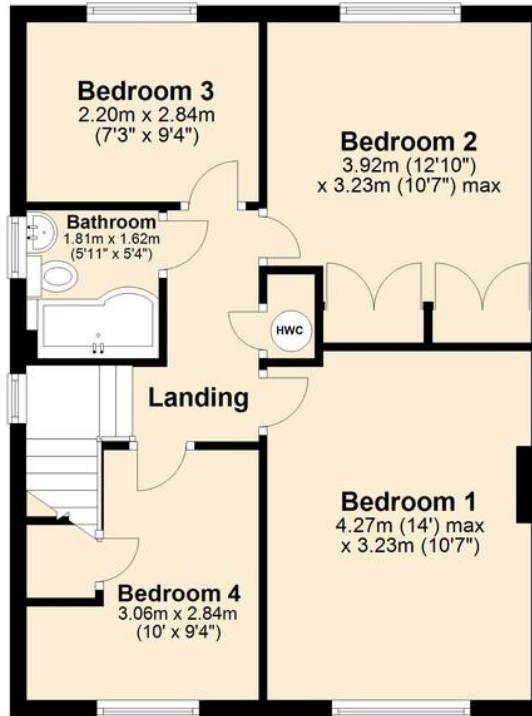 Bedroom 3
2.20m x 2.84m
(7'3" x 9'4")
Bedroom 2
3.92m (12'10")
x 3.23m (10'7") max
Bathroom
1.81m x 1.62m
(5'11" x 5'4")
HWC
Landing
Bedroom 1
4.27m (14') max
x 3.23m (10'7")
Bedroom 4
3.06m x 2.84m
(10' x 9'4")